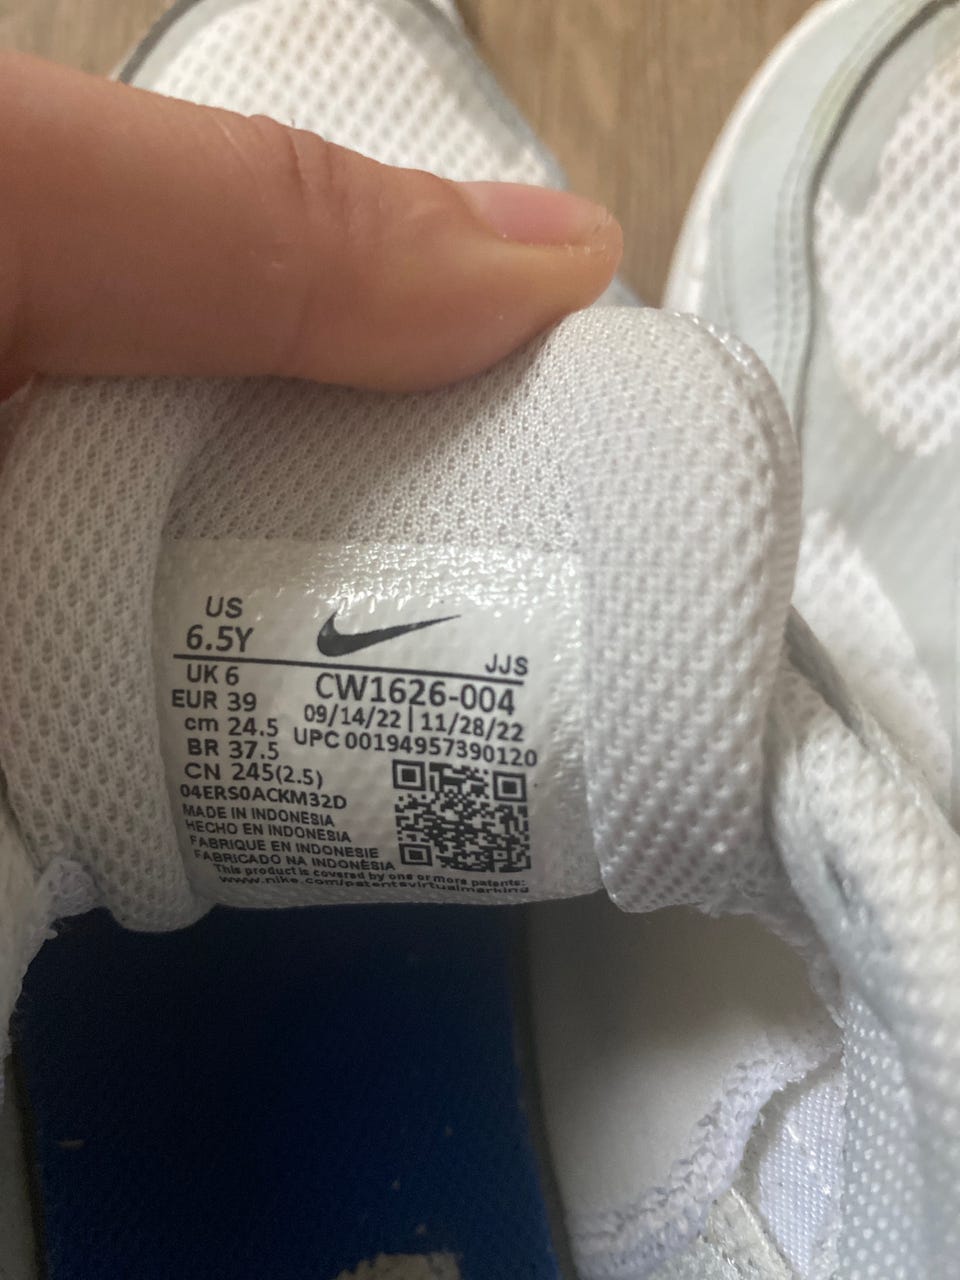 US
6.5Y
JJS
UK 6
CW1626-004
EUR 39
09/14/22 | 11/28/22
cm 24.5
UPC 00194957390120
BR 37.5
CN 245(2.5)
04ERS0ACKM32D
MADE IN INDONESIA
HECHO EN INDONESIA
FABRIQUE EN INDONESIE
FABRICADO NA INDONÉSIA
This product is covered by one or more patents:
www.nike.com/patentsvirtualmarking